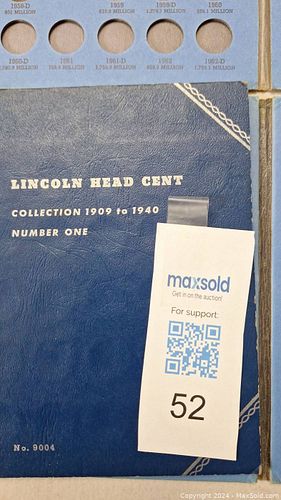 1958-D 1959 1959-D 1960
1960-D 1961 1961-D 1962 1962-D
LINCOLN HEAD CENT
COLLECTION 1909 to 1940
NUMBER ONE
maxsold
Get in on the auction!
For support:
52
No. 9004
Copyright 2024 - MaxSold.com